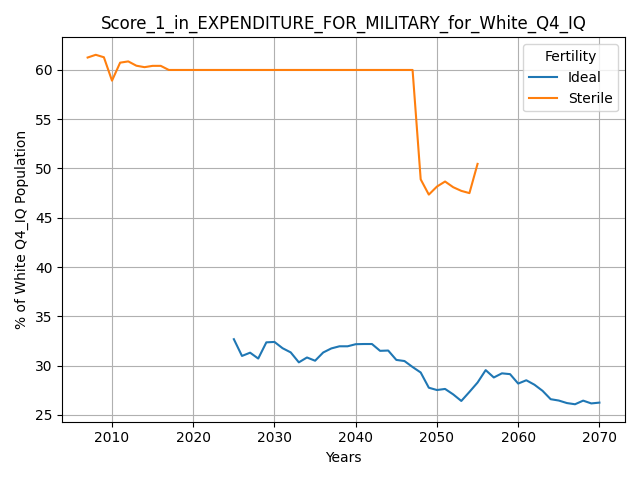 Score_1_in_EXPENDITURE_FOR_MILITARY_for_White_Q4_IQ
Fertility
Ideal
Sterile
% of White Q4_IQ Population
60
55
50
45
40
35
30
25
2010
2020
2030
2040
2050
2060
2070
Years